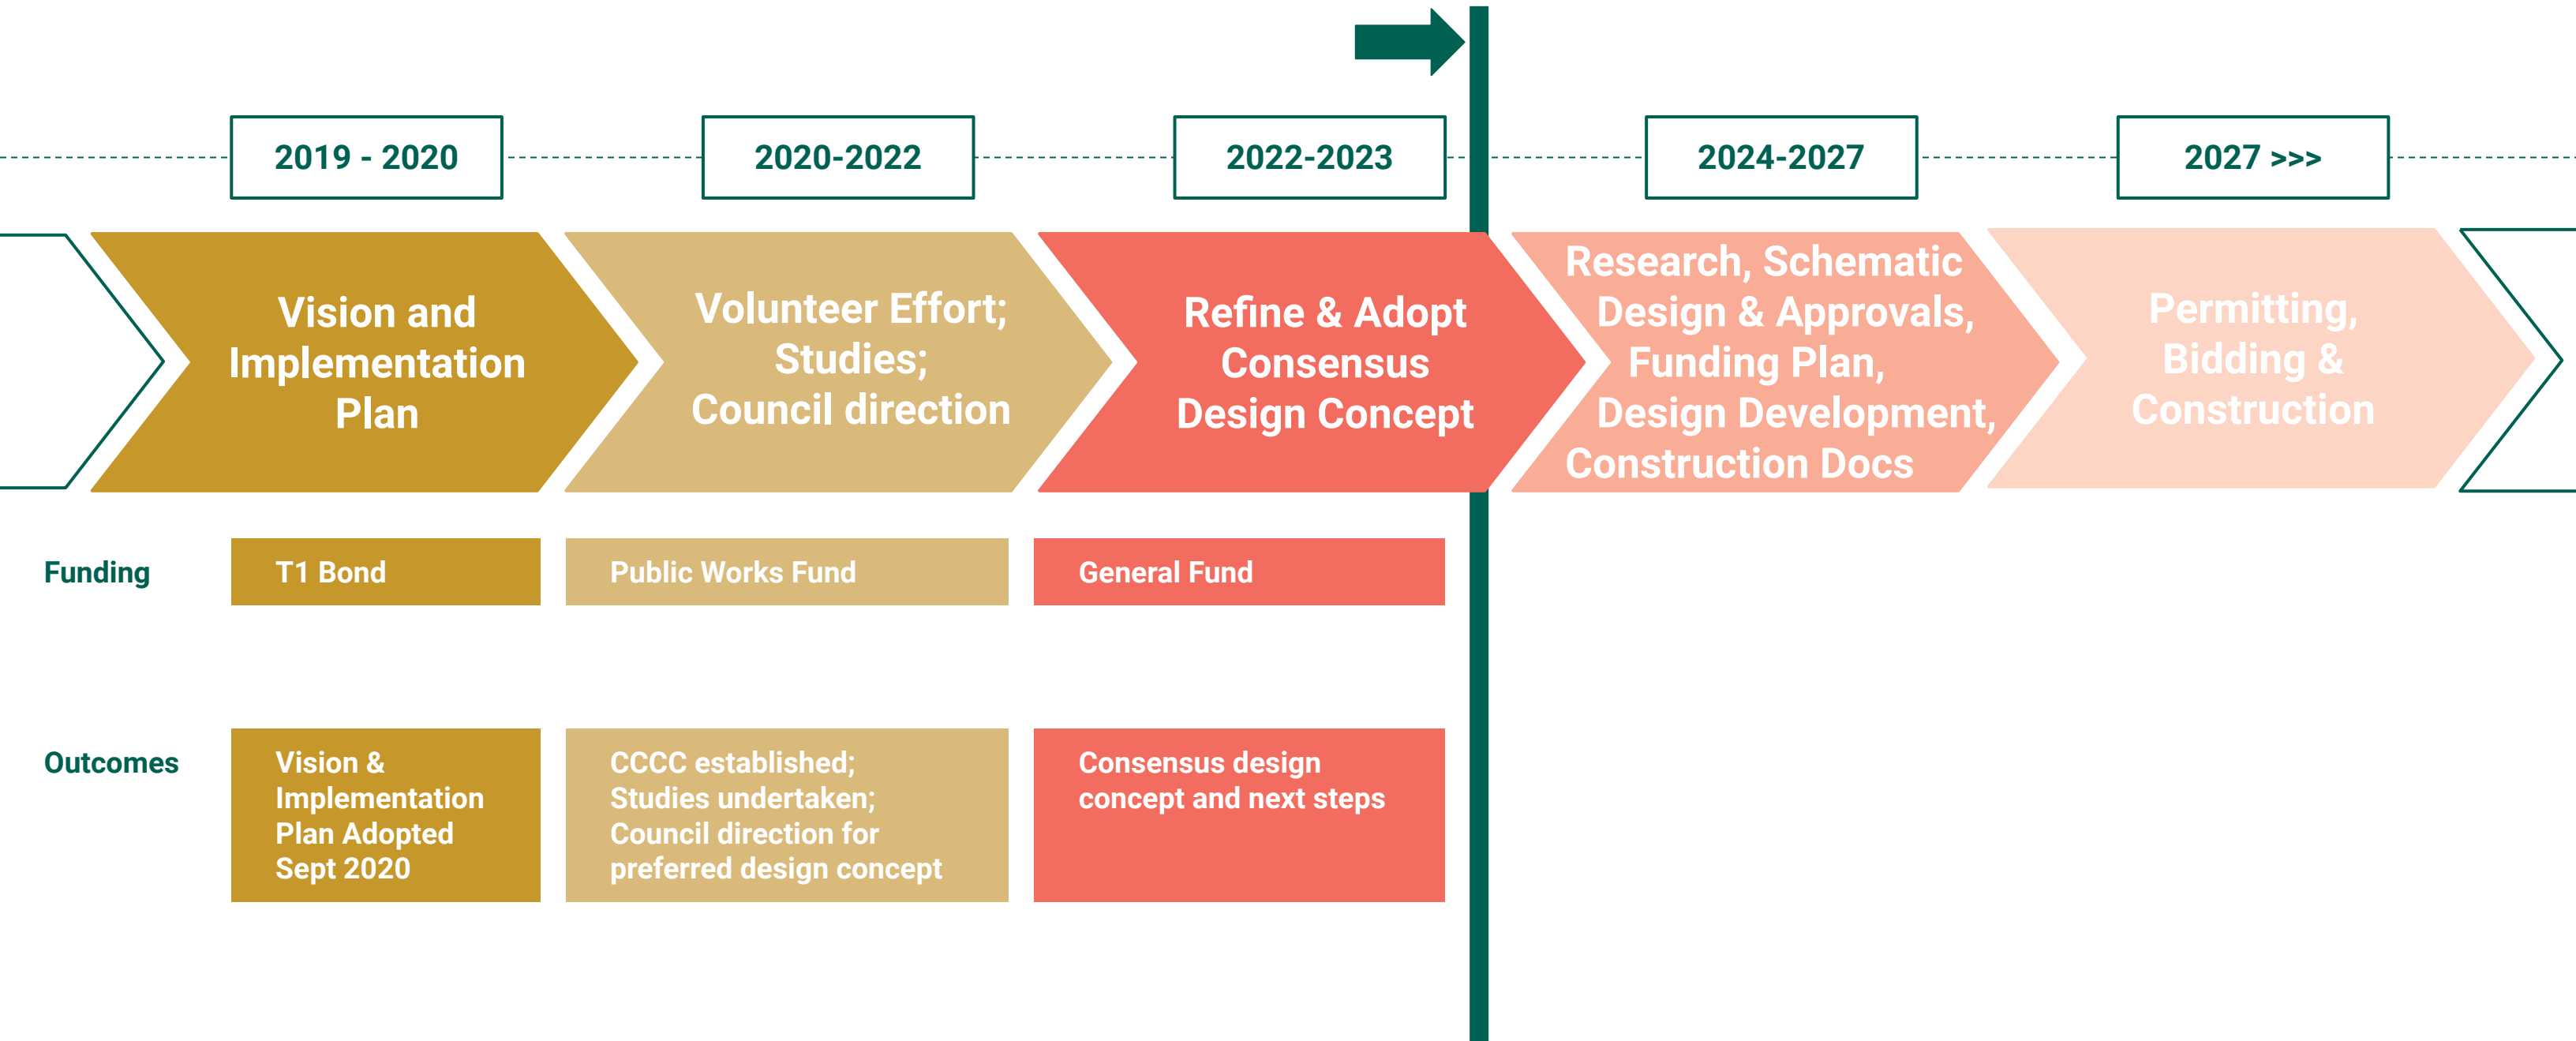 2019 - 2020
2020-2022
2022-2023
2024-2027
2027 >>>
Vision and
Implementation
Plan
Volunteer Effort;
Studies;
Council direction
Refine & Adopt
Consensus
Design Concept
Research, Schematic
Design & Approvals,
Funding Plan,
Design Development,
Construction Docs
Permitting,
Bidding &
Construction
Funding
T1 Bond
Public Works Fund
General Fund
Outcomes
Vision &
Implementation
Plan Adopted
Sept 2020
CCCC established;
Studies undertaken;
Council direction for
preferred design concept
Consensus design
concept and next steps